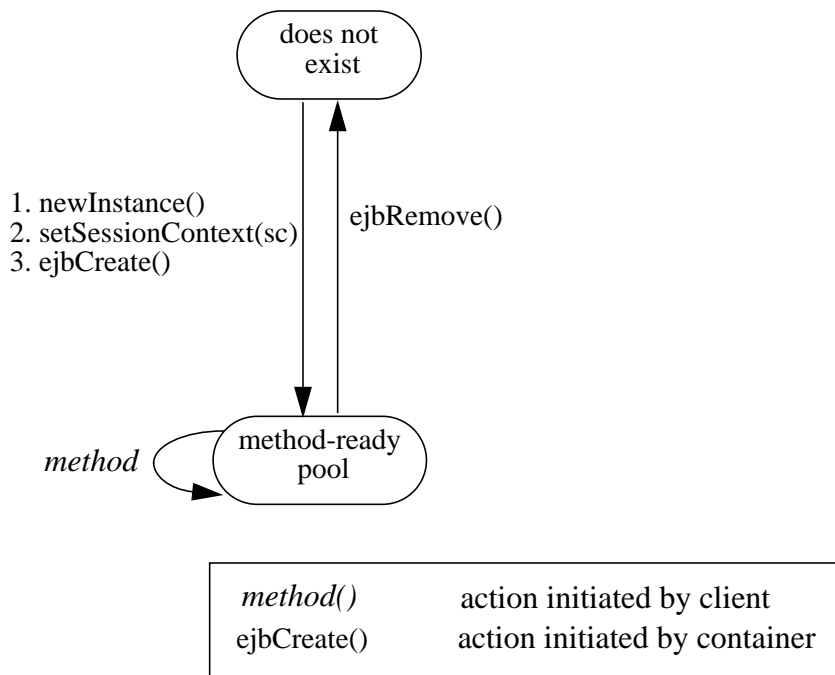 does not
exist
1. newInstance()
2. setSessionContext(sc)
3. ejbCreate()
ejbRemove()
method-ready
pool
method
method() action initiated by client
ejbCreate() action initiated by container